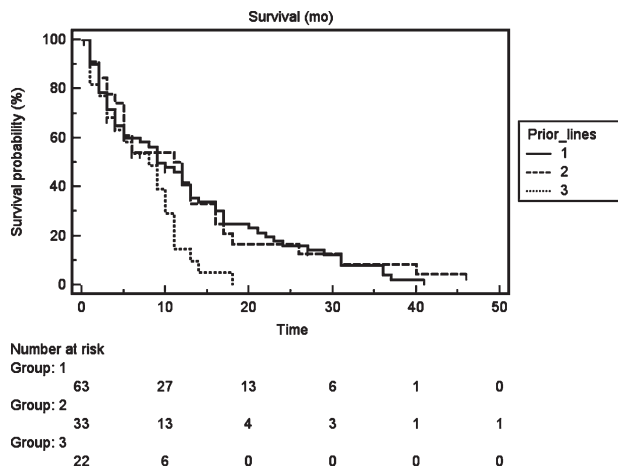 Survival (mo)
Survival probability (%)
100
80
60
40
20
0
0 10 20 30 40 50
Time
Prior_lines
1
2
3
Number at risk
Group: 1
63 27 13 6 1 0
Group: 2
33 13 4 3 1 1
Group: 3
22 6 0 0 0 0